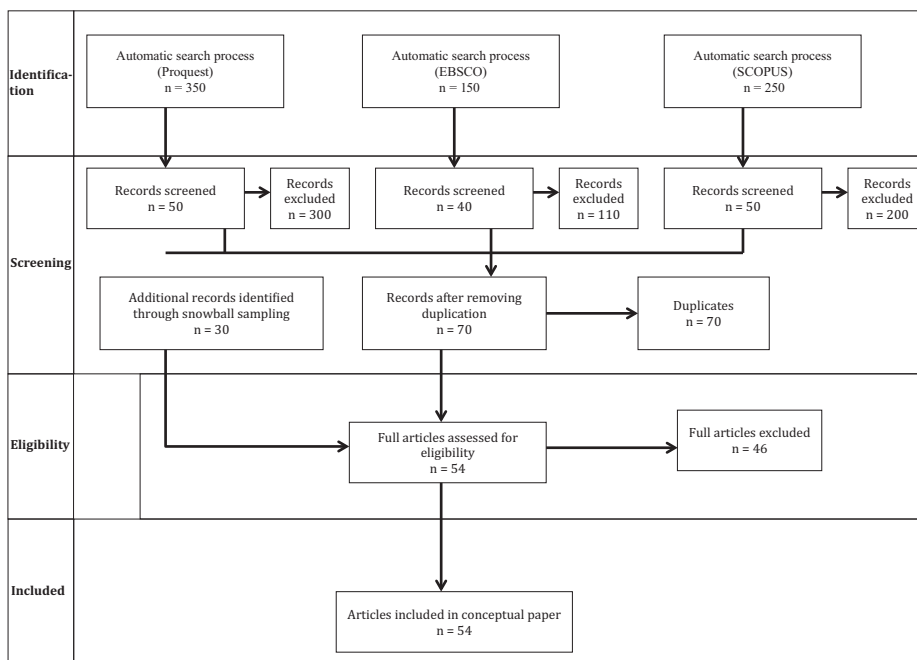 Identifica-
tion
Automatic search process
(Proquest)
n = 350
Automatic search process
(EBSCO)
n = 150
Automatic search process
(SCOPUS)
n = 250
Screening
Records screened
n = 50
Records
excluded
n = 300
Records screened
n = 40
Records
excluded
n = 110
Records screened
n = 50
Records
excluded
n = 200
Additional records identified
through snowball sampling
n = 30
Records after removing
duplication
n = 70
Duplicates
n = 70
Eligibility
Full articles assessed for
eligibility
n = 54
Full articles excluded
n = 46
Included
Articles included in conceptual paper
n = 54